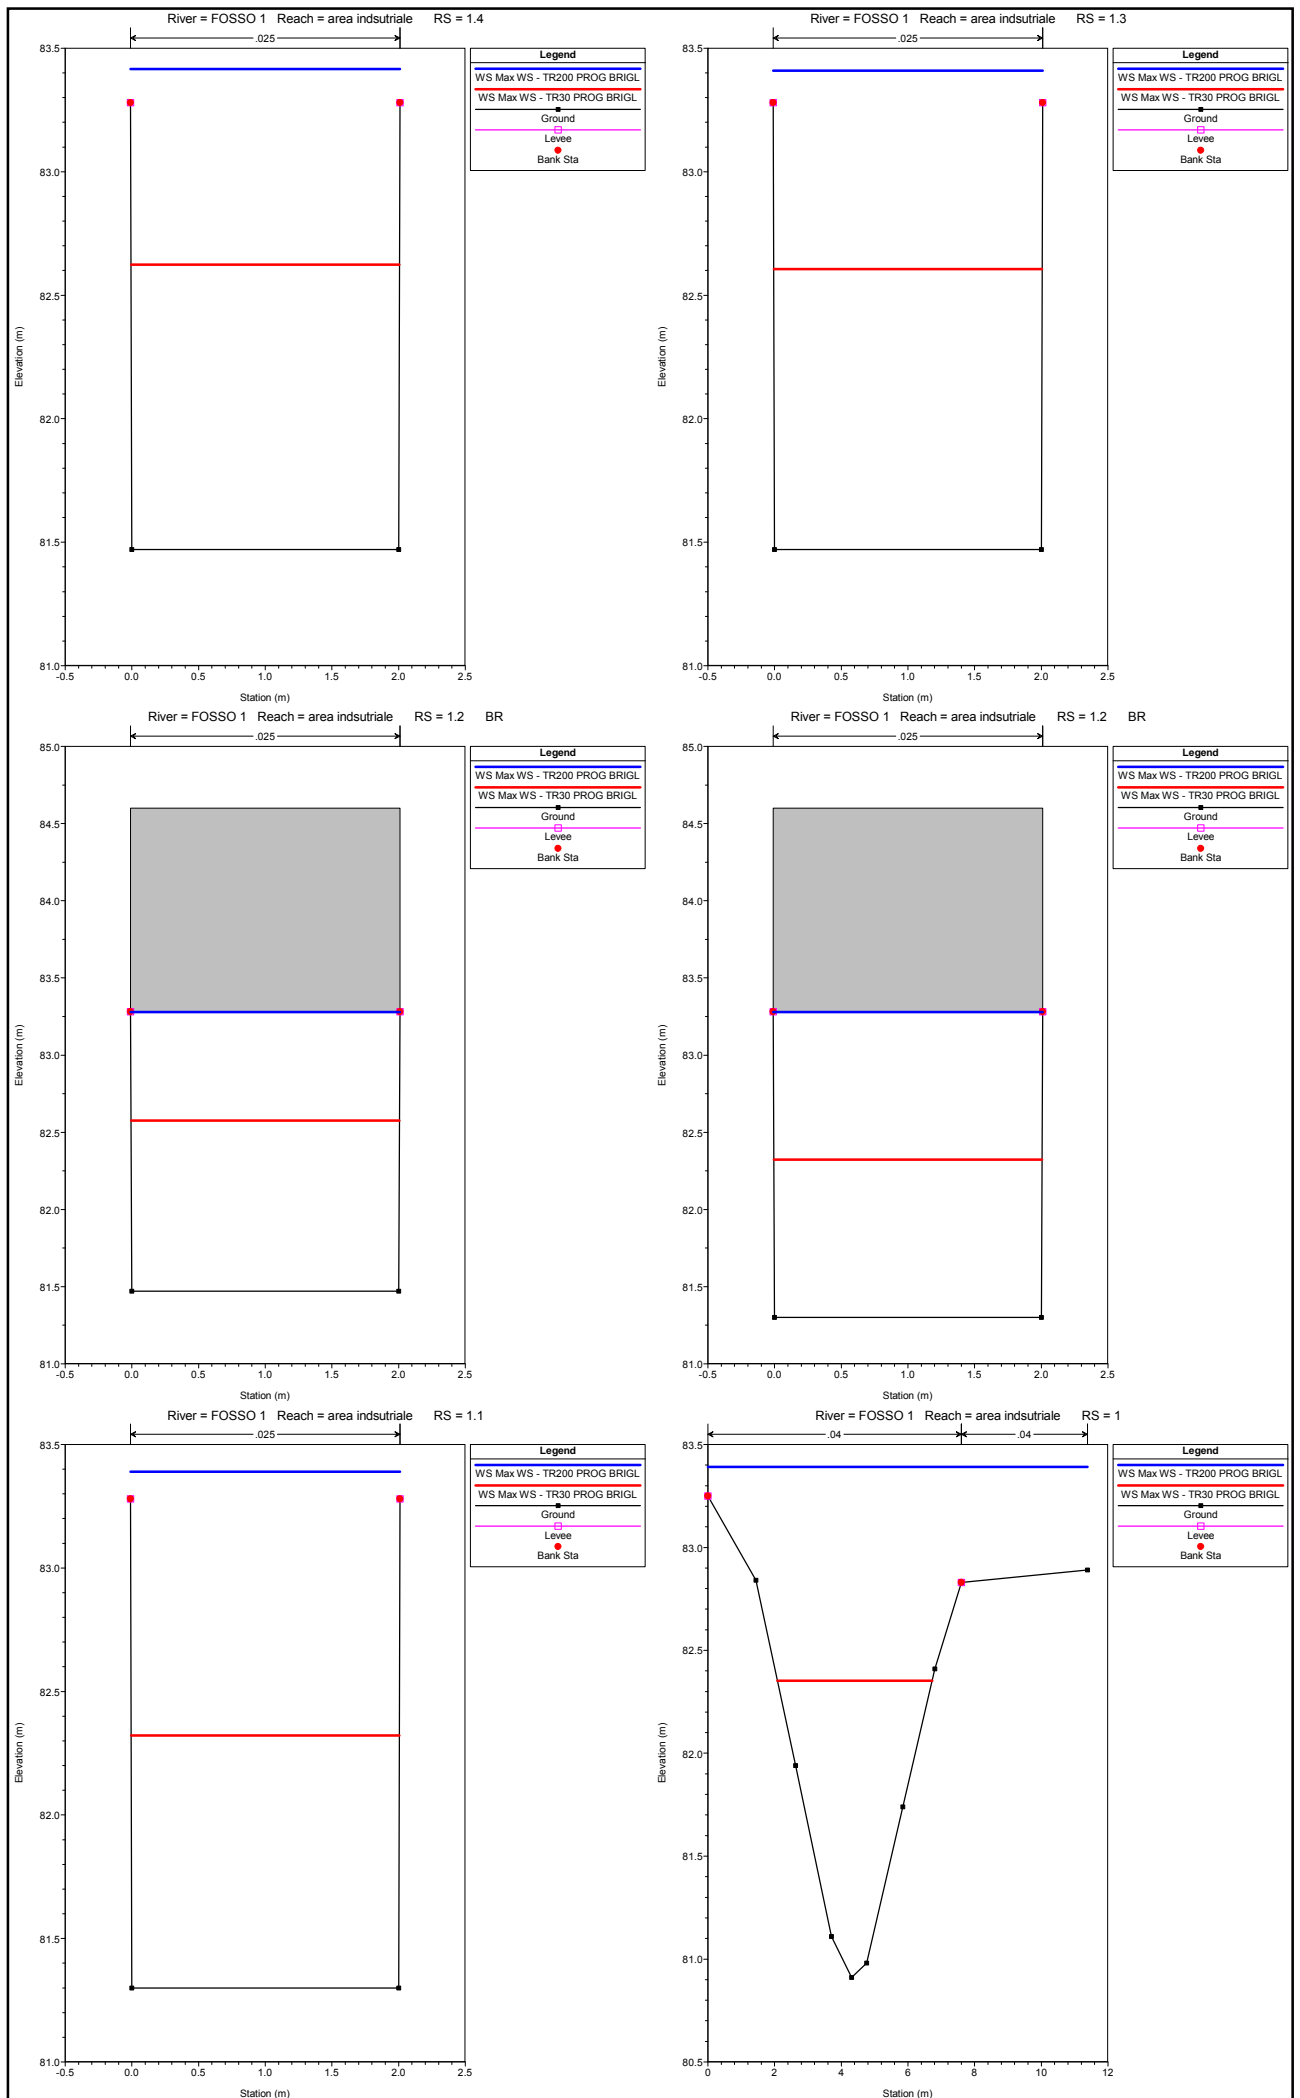 River = FOSSO 1 Reach = area indsutriale RS = 1.4
.025
83.5
83.0
82.5
82.0
81.5
81.0
Elevation (m)
-0.5 0.0 0.5 1.0 1.5 2.0 2.5
Station (m)
Legend
WS Max WS - TR200 PROG BRIGL
WS Max WS - TR30 PROG BRIGL
Ground
Levee
Bank Sta
River = FOSSO 1 Reach = area indsutriale RS = 1.3
.025
83.5
83.0
82.5
82.0
81.5
81.0
Elevation (m)
-0.5 0.0 0.5 1.0 1.5 2.0 2.5
Station (m)
Legend
WS Max WS - TR200 PROG BRIGL
WS Max WS - TR30 PROG BRIGL
Ground
Levee
Bank Sta
River = FOSSO 1 Reach = area indsutriale RS = 1.2 BR
.025
85.0
84.5
84.0
83.5
83.0
82.5
82.0
81.5
81.0
Elevation (m)
-0.5 0.0 0.5 1.0 1.5 2.0 2.5
Station (m)
Legend
WS Max WS - TR200 PROG BRIGL
WS Max WS - TR30 PROG BRIGL
Ground
Levee
Bank Sta
River = FOSSO 1 Reach = area indsutriale RS = 1.2 BR
.025
85.0
84.5
84.0
83.5
83.0
82.5
82.0
81.5
81.0
Elevation (m)
-0.5 0.0 0.5 1.0 1.5 2.0 2.5
Station (m)
Legend
WS Max WS - TR200 PROG BRIGL
WS Max WS - TR30 PROG BRIGL
Ground
Levee
Bank Sta
River = FOSSO 1 Reach = area indsutriale RS = 1.1
.025
83.5
83.0
82.5
82.0
81.5
81.0
Elevation (m)
-0.5 0.0 0.5 1.0 1.5 2.0 2.5
Station (m)
Legend
WS Max WS - TR200 PROG BRIGL
WS Max WS - TR30 PROG BRIGL
Ground
Levee
Bank Sta
River = FOSSO 1 Reach = area indsutriale RS = 1
.04 .04
83.5
83.0
82.5
82.0
81.5
81.0
80.5
Elevation (m)
0 2 4 6 8 10 12
Station (m)
Legend
WS Max WS - TR200 PROG BRIGL
WS Max WS - TR30 PROG BRIGL
Ground
Levee
Bank Sta